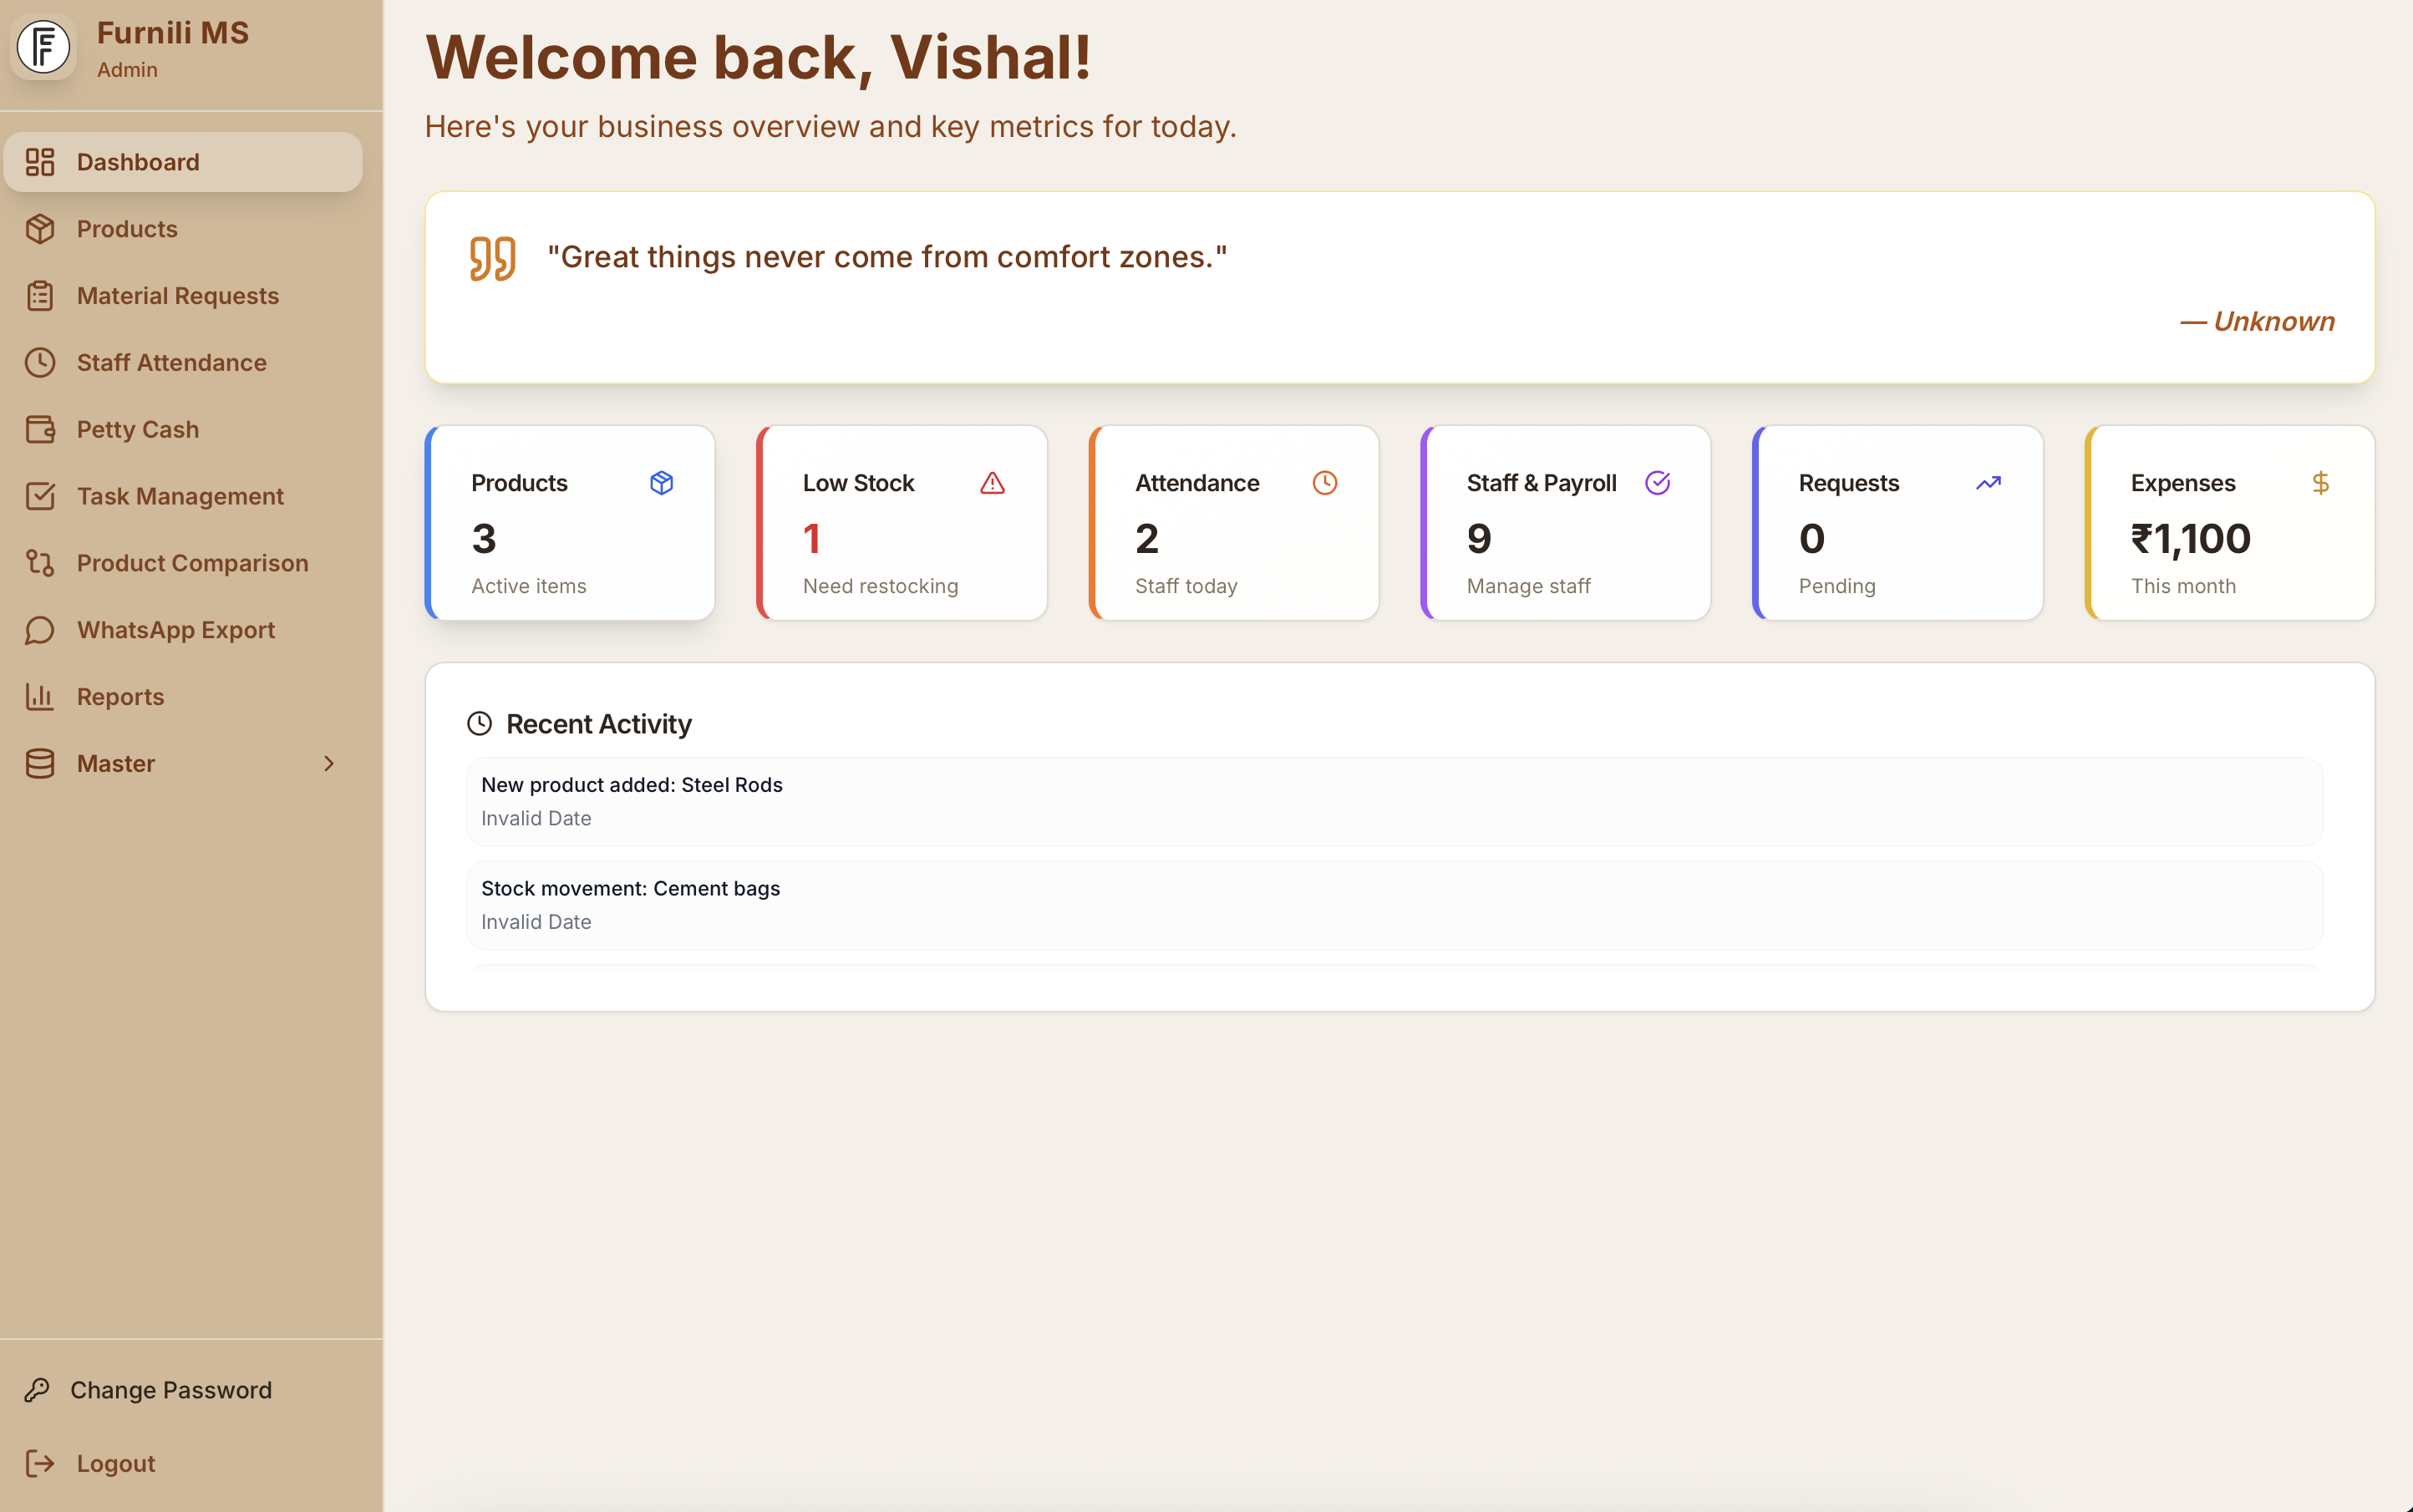 Furnili MS
Admin
Dashboard
Products
Material Requests
Staff Attendance
Petty Cash
Task Management
Product Comparison
WhatsApp Export
Reports
Master
Change Password
Logout
Welcome back, Vishal!
Here's your business overview and key metrics for today.
"Great things never come from comfort zones."
— Unknown
Products
3
Active items
Low Stock
1
Need restocking
Attendance
2
Staff today
Staff & Payroll
9
Manage staff
Requests
0
Pending
Expenses
₹1,100
This month
Recent Activity
New product added: Steel Rods
Invalid Date
Stock movement: Cement bags
Invalid Date